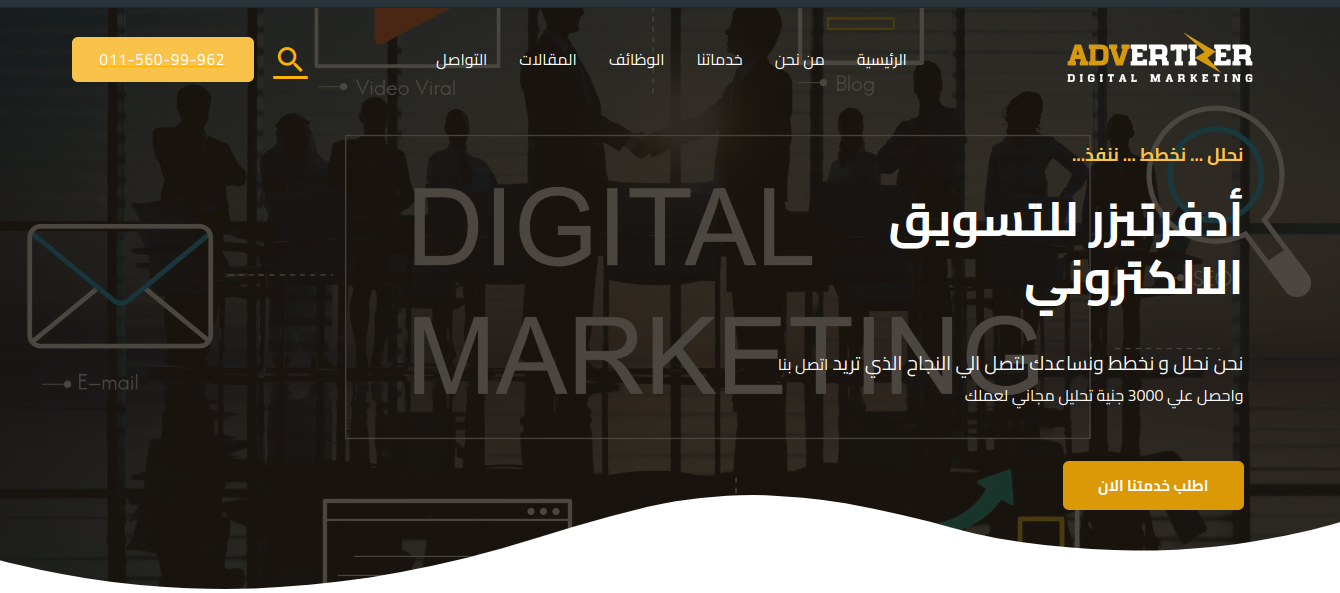 ADVERTIZER
DIGITAL MARKETING
الرئيسية
من نحن
خدماتنا
الوظائف
المقالات
التواصل
011-560-99-962
Video Viral
Blog
نحلل ... نخطط ... ننفذ...
أدفرتيزر للتسويق
الالكتروني
DIGITAL
MARKETING
SEO
E-mail
نحن نحلل و نخطط ونساعدك لتصل الي النجاح الذي تريد اتصل بنا
واحصل علي 3000 جنية تحليل مجاني لعملك
اطلب خدمتنا الان